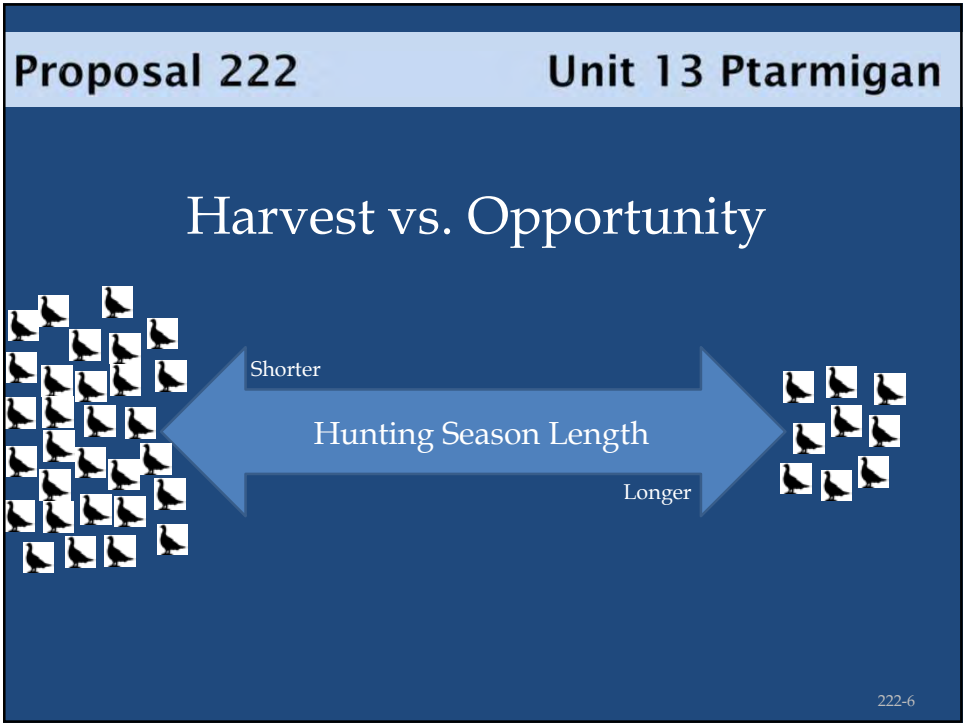 Proposal 222 Unit 13 Ptarmigan
Harvest vs. Opportunity
Shorter
Hunting Season Length
Longer
222-6